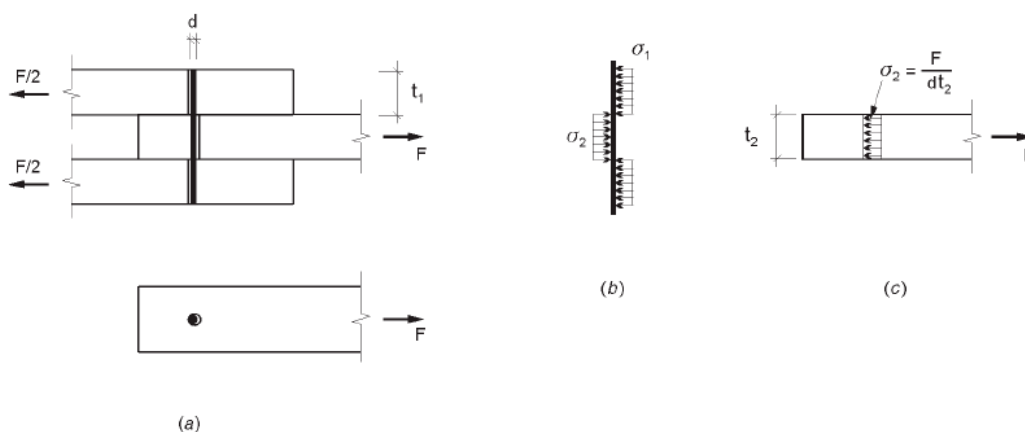 d
F/2
t₁
F
F/2
F
(a)
σ₁
σ₂
(b)
σ₂ = F/dt₂
t₂
(c)